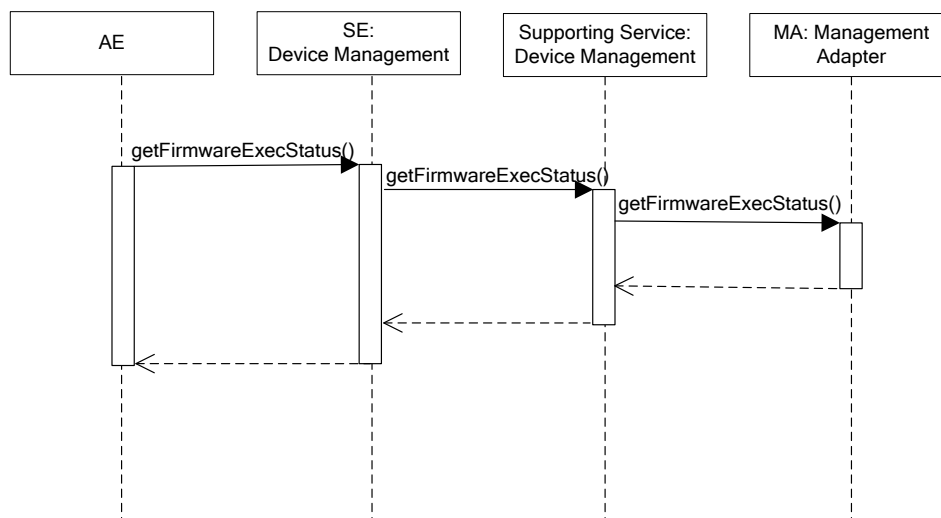 AE
SE:
Device Management
Supporting Service:
Device Management
MA: Management
Adapter
getFirmwareExecStatus()
getFirmwareExecStatus()
getFirmwareExecStatus()